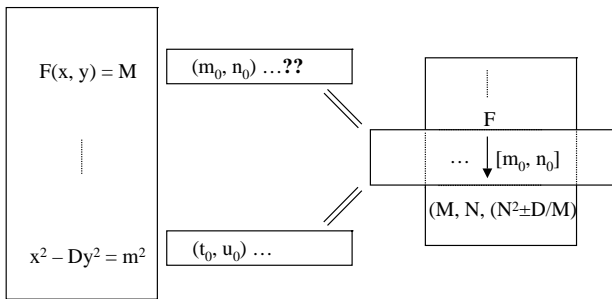 F(x, y) = M
(m₀, n₀) …??
F
… [m₀, n₀]
(M, N, (N²±D/M)
x² – Dy² = m²
(t₀, u₀) …